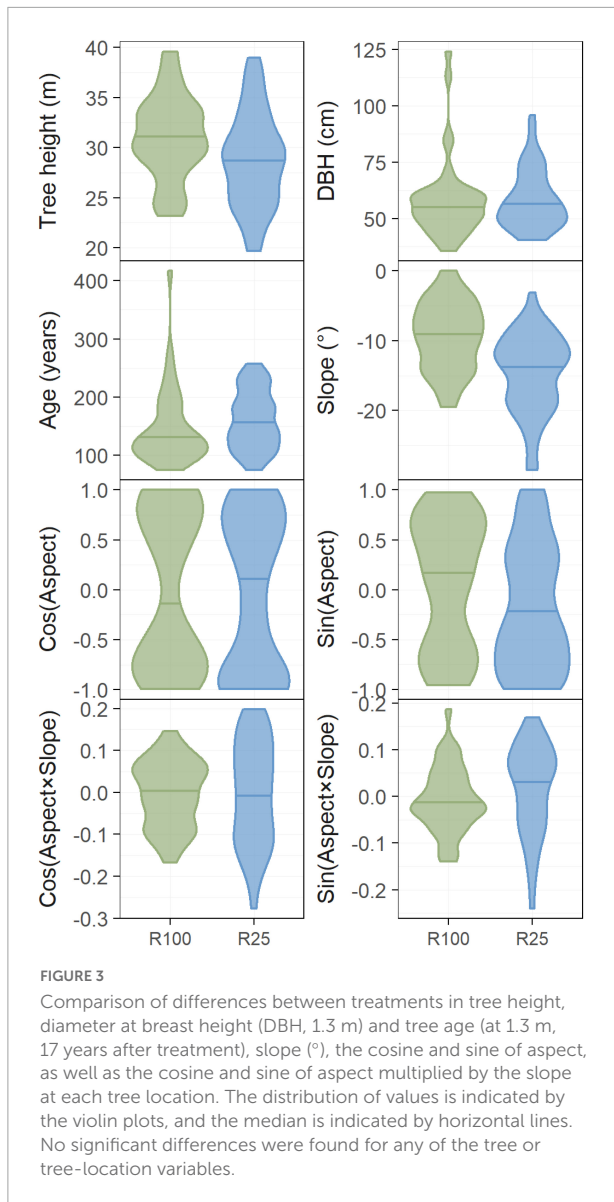 40
35
30
25
20
Tree height (m)
125
100
75
50
DBH (cm)
400
300
200
100
Age (years)
0
-10
-20
Slope (°)
1.0
0.5
0.0
-0.5
-1.0
Cos(Aspect)
1.0
0.5
0.0
-0.5
-1.0
Sin(Aspect)
0.2
0.1
0.0
-0.1
-0.2
-0.3
Cos(Aspect×Slope)
0.2
0.1
0.0
-0.1
-0.2
Sin(Aspect×Slope)
R100 R25
R100 R25
FIGURE 3
Comparison of differences between treatments in tree height,
diameter at breast height (DBH, 1.3 m) and tree age (at 1.3 m,
17 years after treatment), slope (°), the cosine and sine of aspect,
as well as the cosine and sine of aspect multiplied by the slope
at each tree location. The distribution of values is indicated by
the violin plots, and the median is indicated by horizontal lines.
No significant differences were found for any of the tree or
tree-location variables.